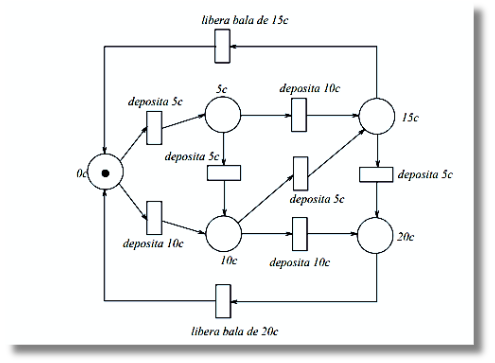 libera bala de 15c
5c
deposita 10c
deposita 5c
15c
deposita 5c
0c
deposita 5c
deposita 5c
deposita 10c
20c
10c
deposita 10c
libera bala de 20c